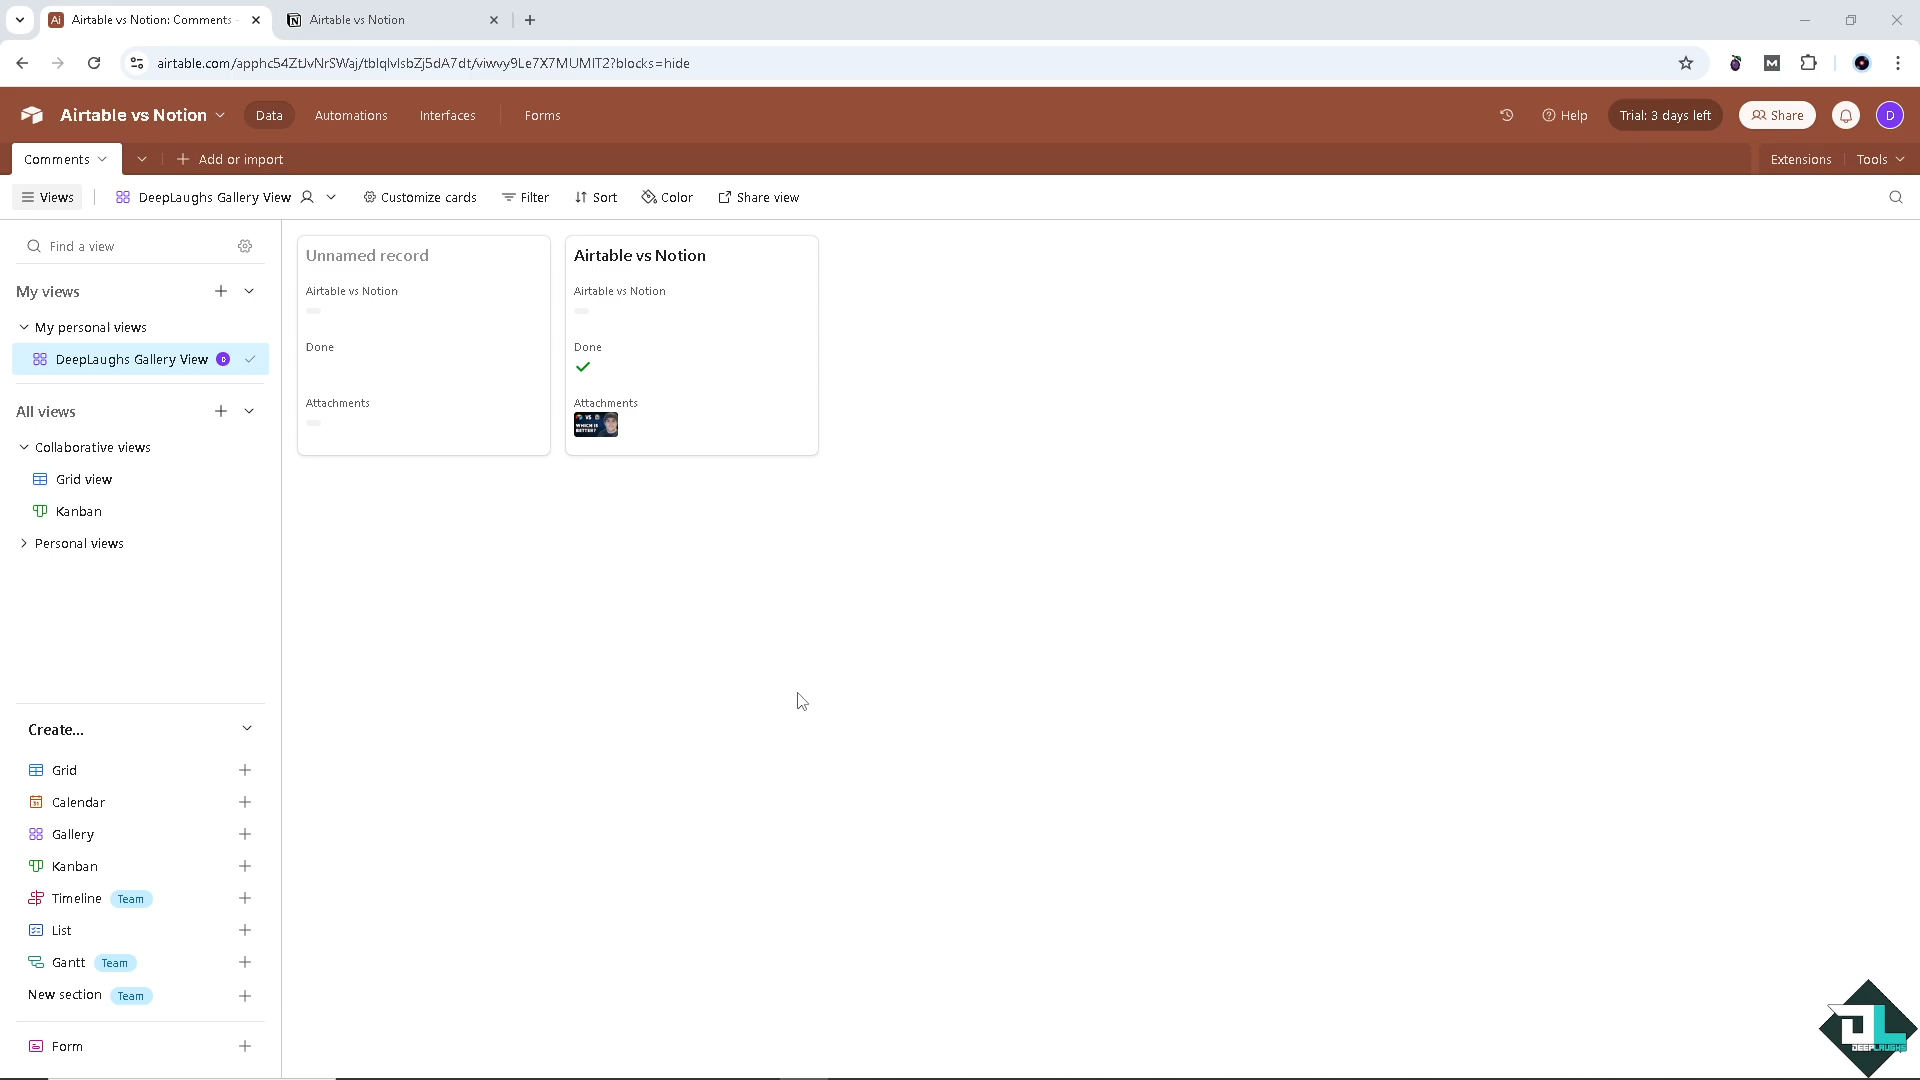 Airtable vs Notion: Comments
Airtable vs Notion
airtable.com/apphc54ZtJvNrSWaj/tblqlvlsbZj5dA7dt/viwvy9Le7X7MUMIT2?blocks=hide
Airtable vs Notion
Data
Automations
Interfaces
Forms
Help
Trial: 3 days left
Share
D
Comments
Add or import
Extensions
Tools
Views
DeepLaughs Gallery View
Customize cards
Filter
Sort
Color
Share view
Find a view
My views
My personal views
DeepLaughs Gallery View
D
All views
Collaborative views
Grid view
Kanban
Personal views
Unnamed record
Airtable vs Notion
Done
Attachments
Airtable vs Notion
Airtable vs Notion
Done
Attachments
VS
WHICH IS
BETTER?
Create...
Grid
Calendar
Gallery
Kanban
Timeline Team
List
Gantt Team
New section Team
Form
DEEPLAUGHS